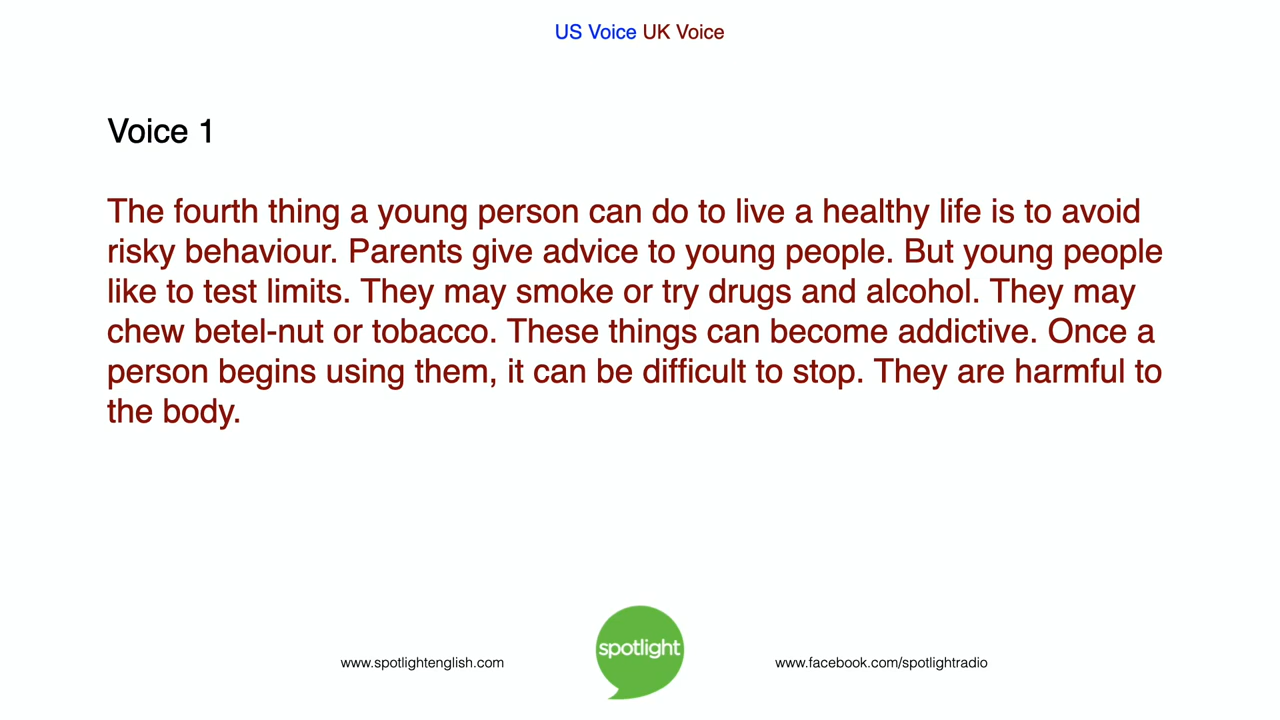 US Voice UK Voice
Voice 1
The fourth thing a young person can do to live a healthy life is to avoid
risky behaviour. Parents give advice to young people. But young people
like to test limits. They may smoke or try drugs and alcohol. They may
chew betel-nut or tobacco. These things can become addictive. Once a
person begins using them, it can be difficult to stop. They are harmful to
the body.
www.spotlightenglish.com
spotlight
www.facebook.com/spotlightradio